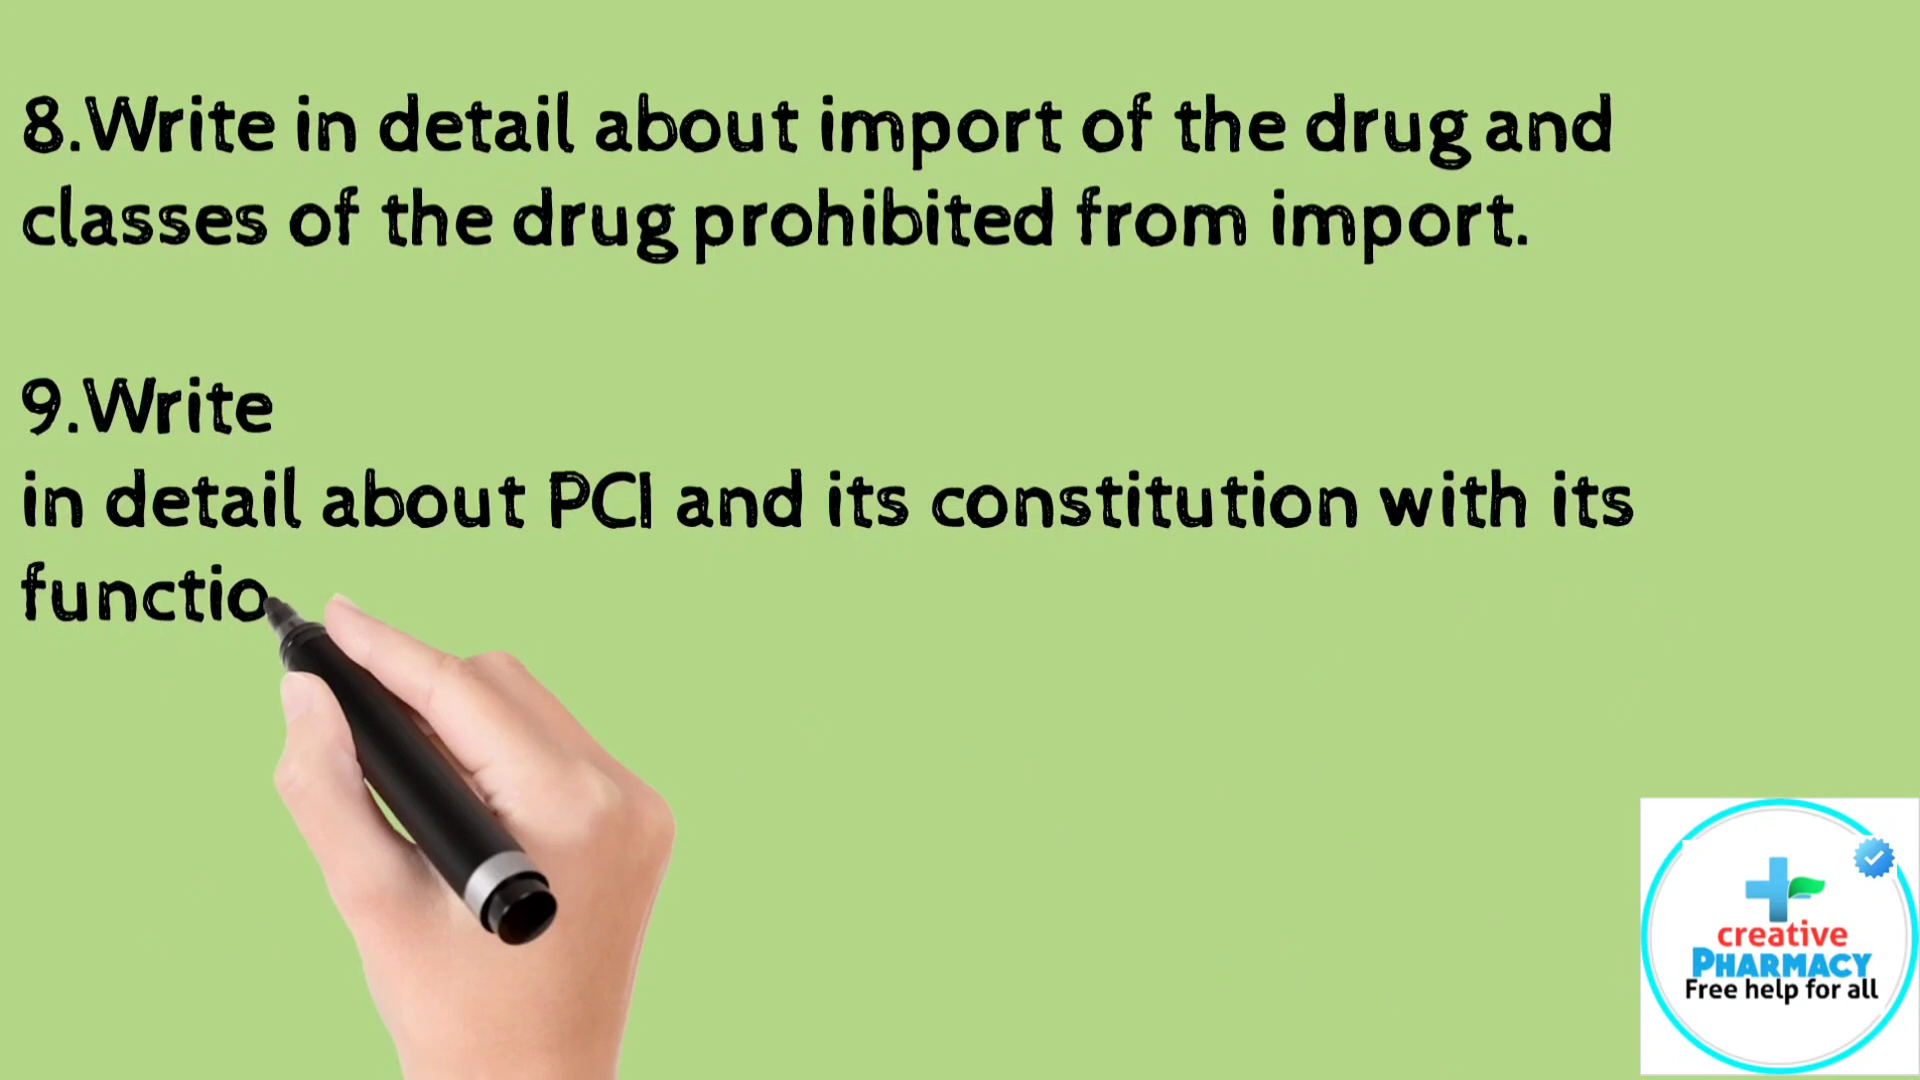 8.Write in detail about import of the drug and
classes of the drug prohibited from import.
9.Write
in detail about PCI and its constitution with its
functio
creative
PHARMACY
Free help for all